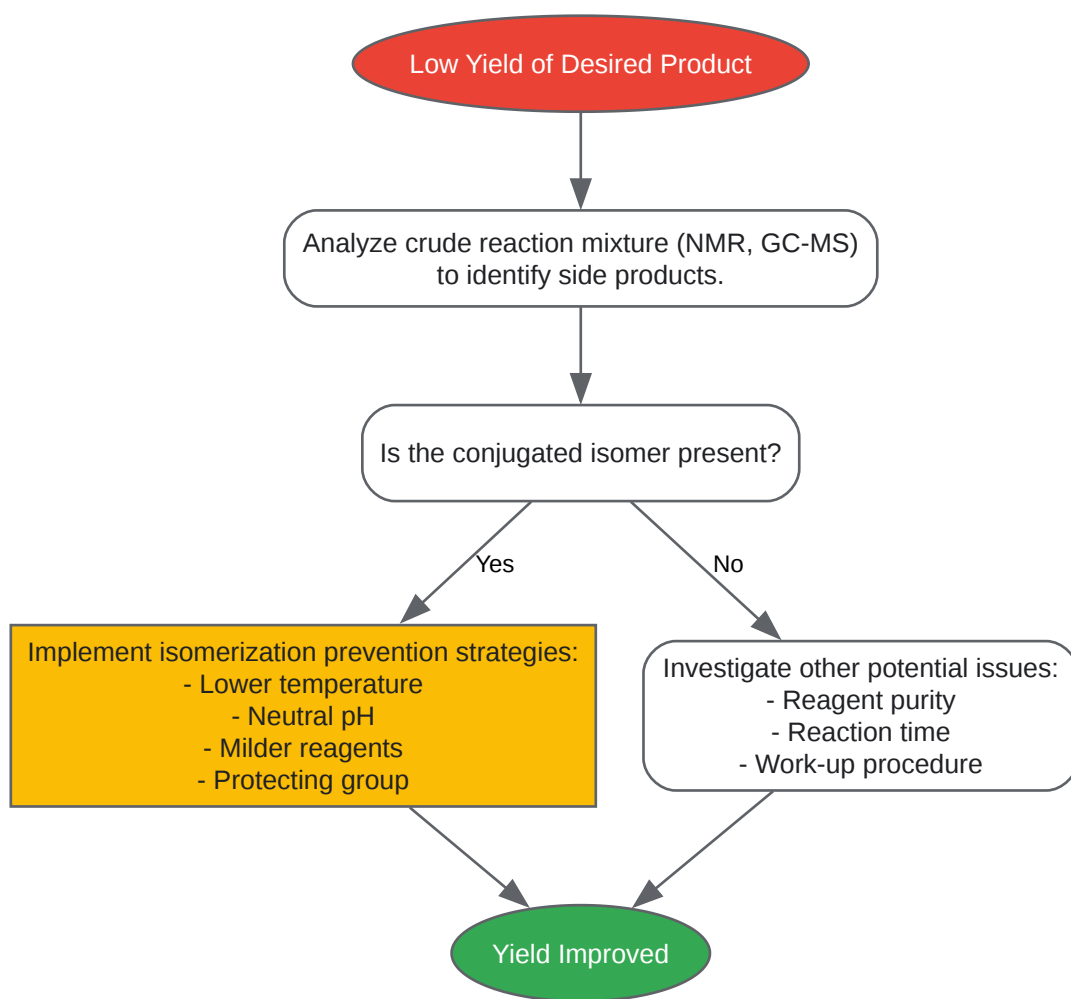 Low Yield of Desired Product
Analyze crude reaction mixture (NMR, GC-MS)
to identify side products.
Is the conjugated isomer present?
Yes
No
Implement isomerization prevention strategies:
- Lower temperature
- Neutral pH
- Milder reagents
- Protecting group
Investigate other potential issues:
- Reagent purity
- Reaction time
- Work-up procedure
Yield Improved